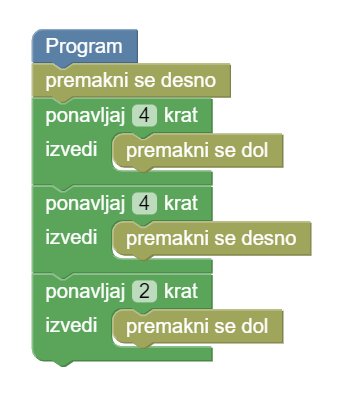 Program
premakni se desno
ponavljaj 4 krat
izvedi premakni se dol
ponavljaj 4 krat
izvedi premakni se desno
ponavljaj 2 krat
izvedi premakni se dol